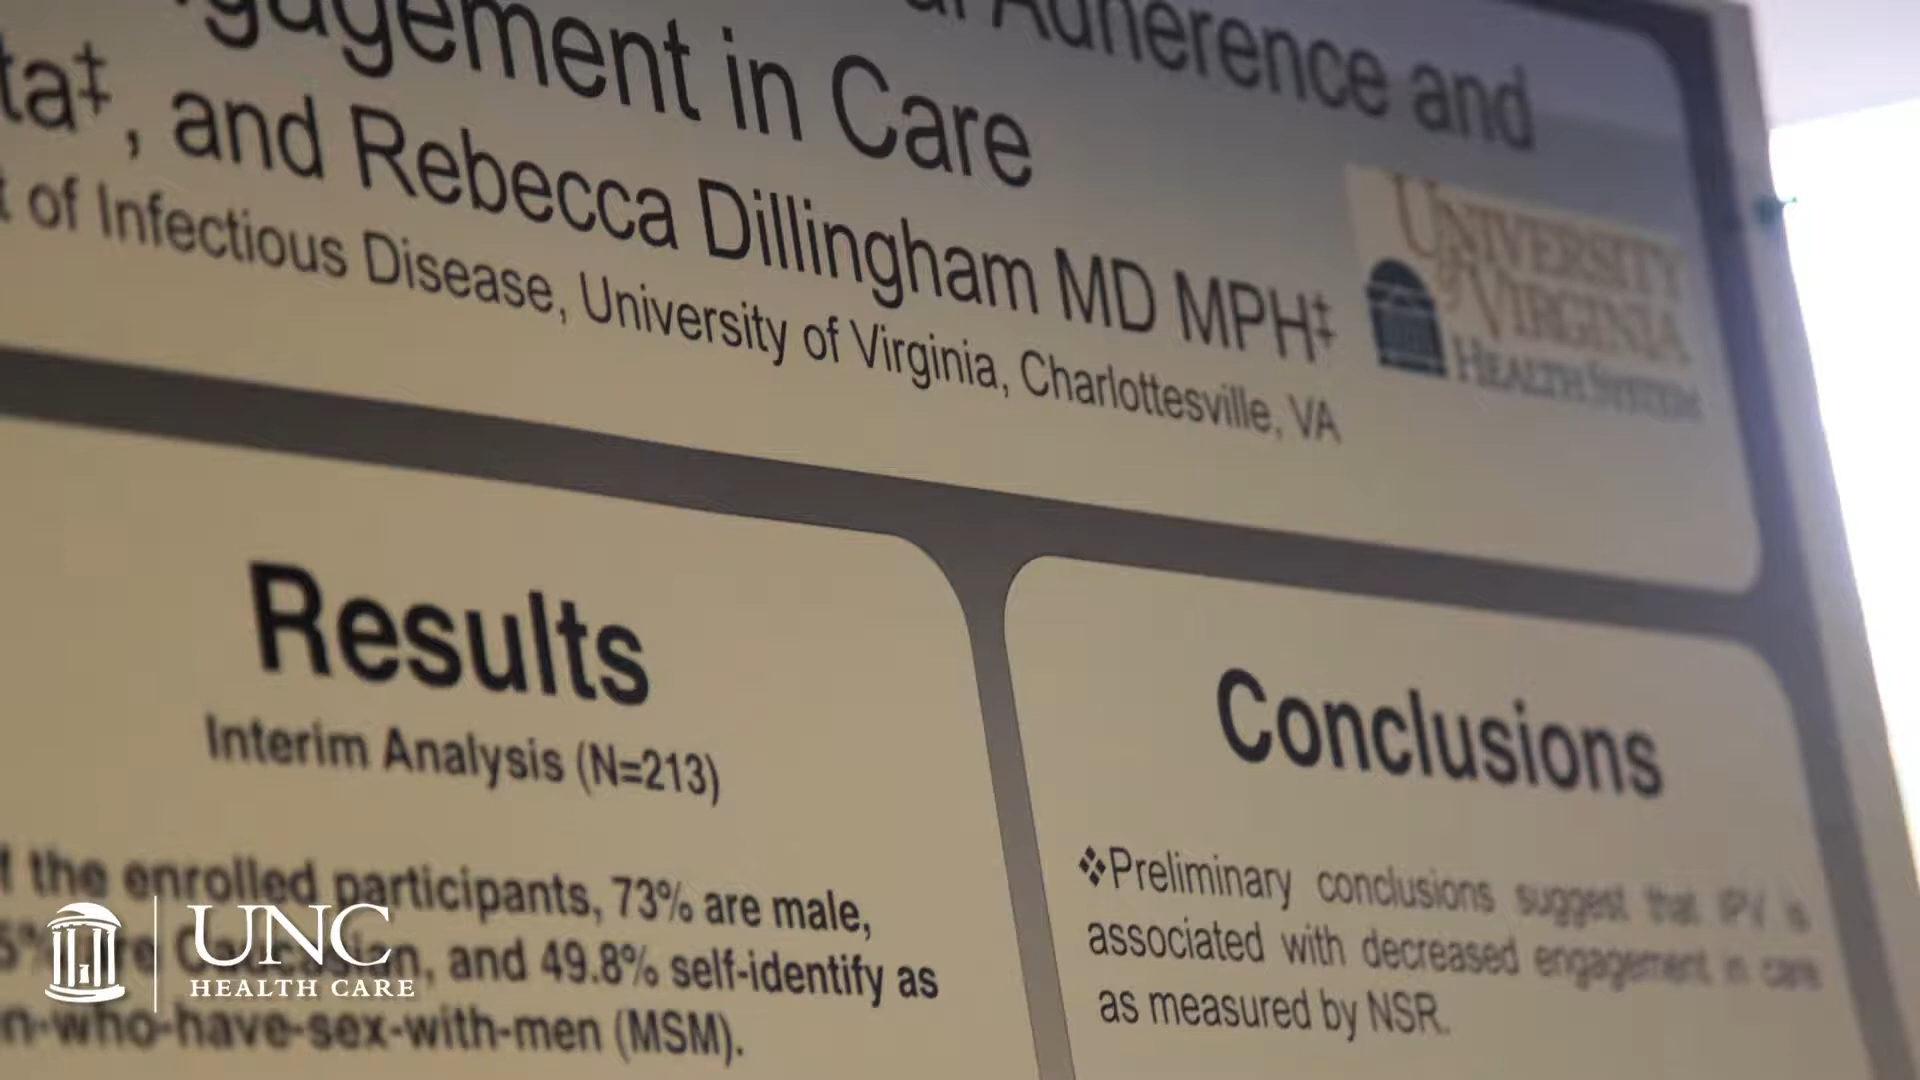 Adherence and
gagement in Care
ta‡, and Rebecca Dillingham MD MPH‡
of Infectious Disease, University of Virginia, Charlottesville, VA
UNIVERSITY
of VIRGINIA
HEALTH SYSTEM
Results
Interim Analysis (N=213)
the enrolled participants, 73% are male,
and 49.8% self-identify as
n-who-have-sex-with-men (MSM).
Conclusions
❖Preliminary conclusions suggest that IPV is
associated with decreased engagement in care
as measured by NSR.
UNC
HEALTH CARE